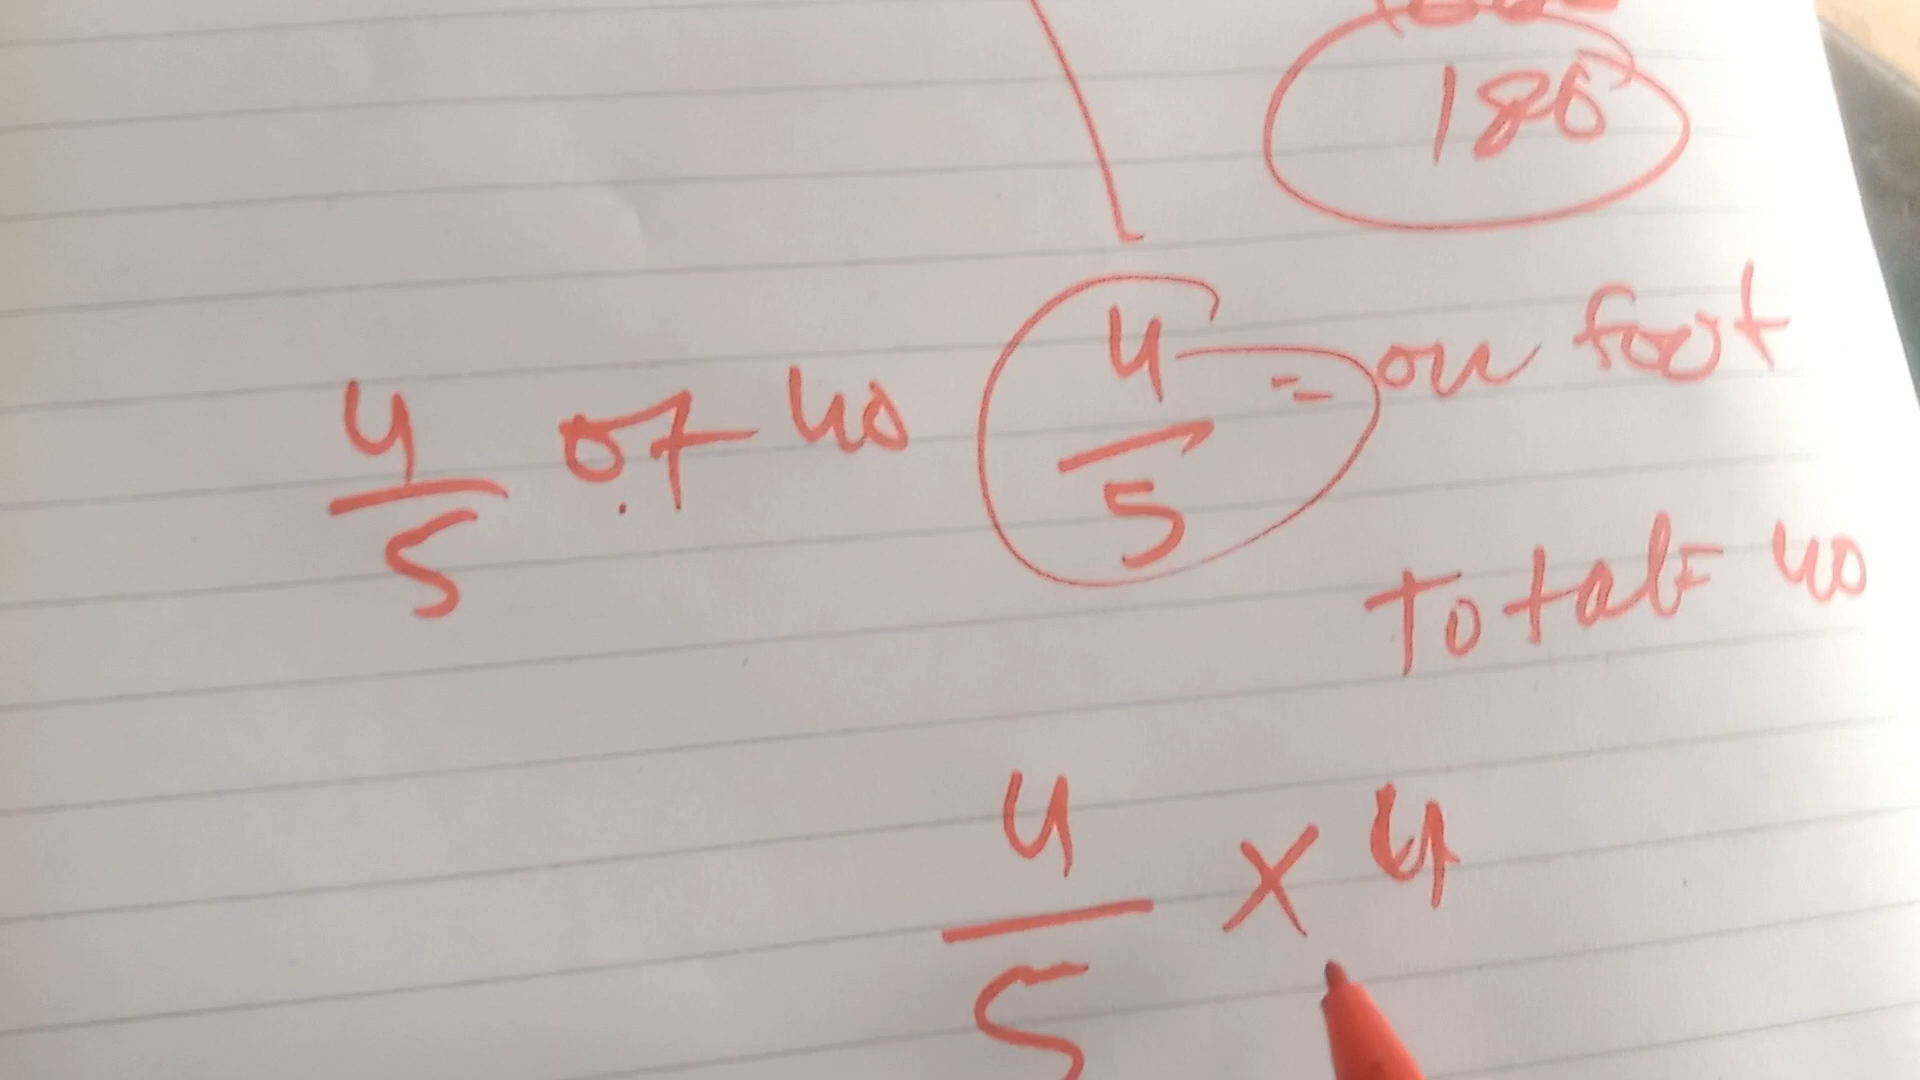 180
4/5 of 40
4/5 = on foot
Total = 40
4/5 × 4